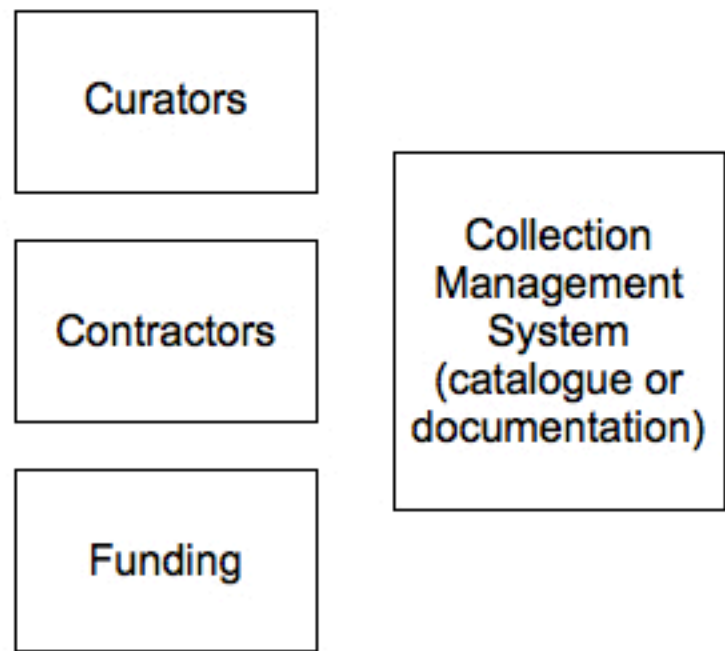 Curators
Contractors
Funding
Collection
Management
System
(catalogue or
documentation)